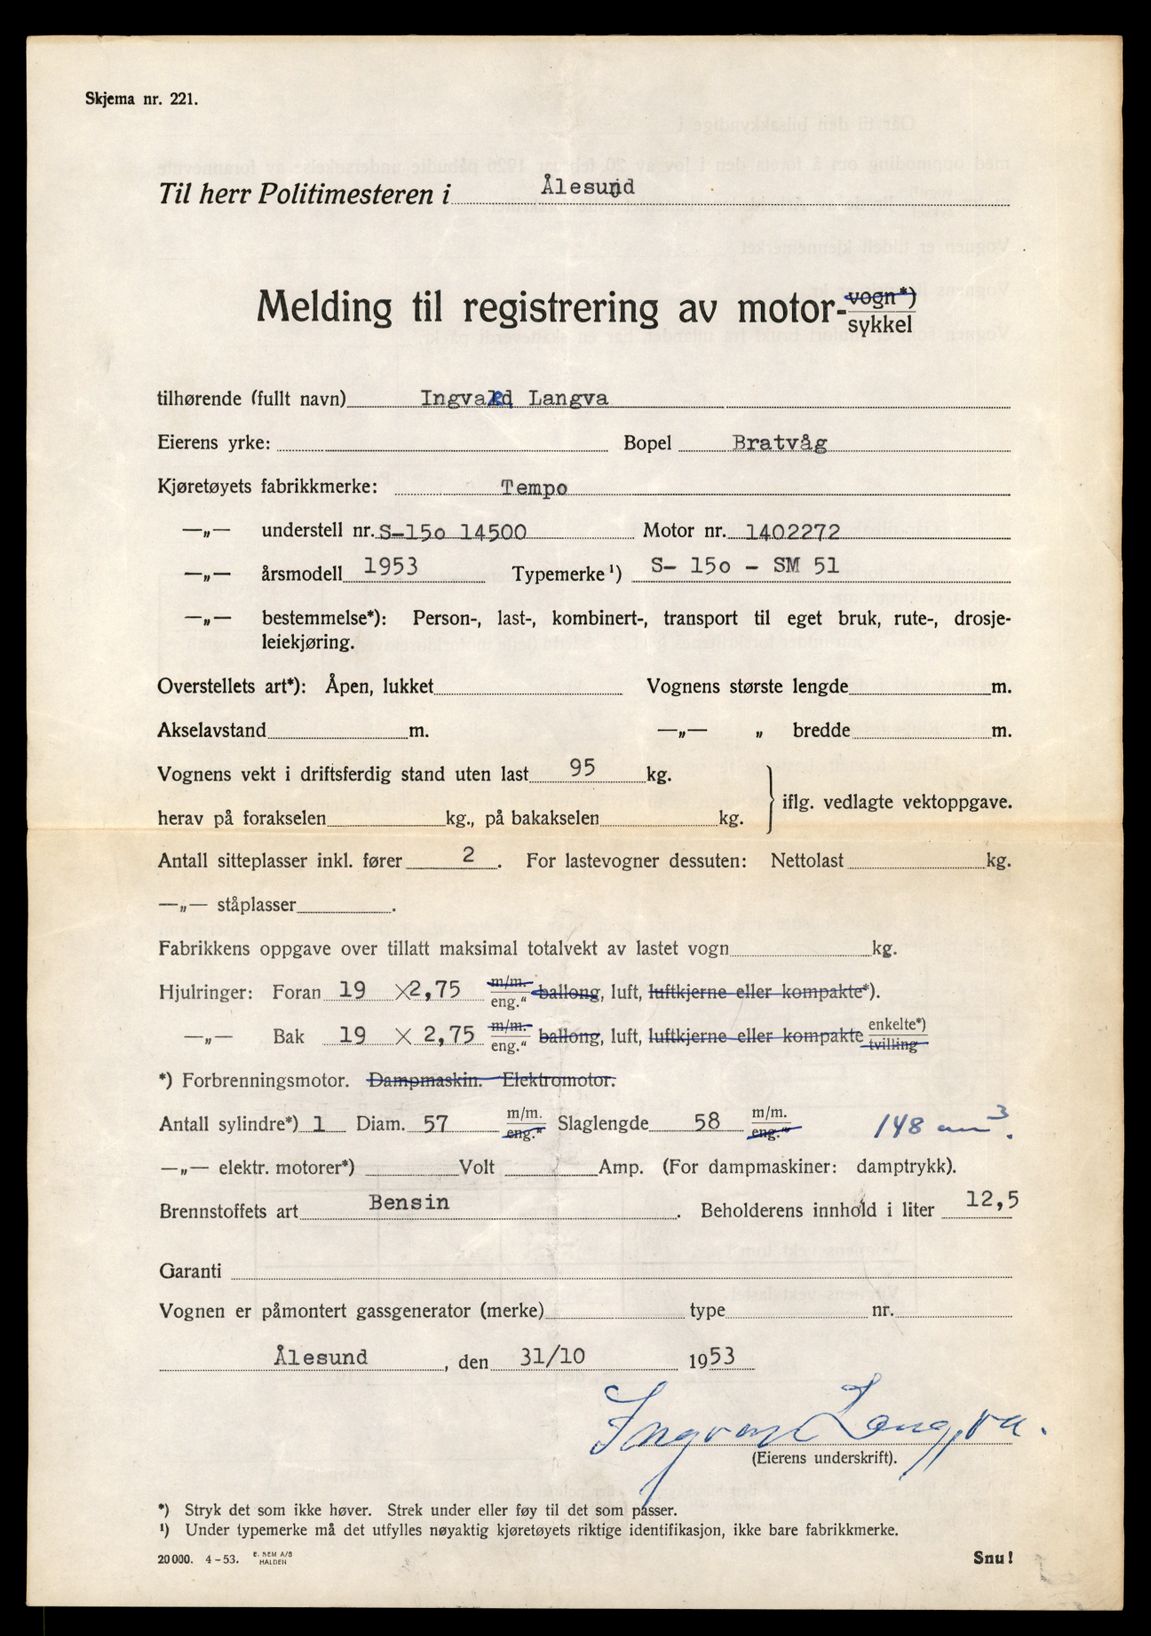 Skjema nr. 221.
Til herr Politimesteren i Ålesund
Melding til registrering av motor- vogn*) sykkel
tilhørende (fullt navn) Langva
Eierens yrke: Bopel Bratvåg
Kjøretøyets fabrikkmerke: Tempo
—„— understell nr. S-15o 14500 Motor nr. 1402272
—„— årsmodell 1953 Typemerke¹) S- 15o - SM 51
—„— bestemmelse*): Person-, last-, kombinert-, transport til eget bruk, rute-, drosje-
leiekjøring.
Overstellets art*): Åpen, lukket Vognens største lengde m.
Akselavstand m. —„— „ bredde m.
Vognens vekt i driftsferdig stand uten last 95 kg.
iflg. vedlagte vektoppgave.
herav på forakselen kg., på bakakselen kg.
Antall sitteplasser inkl. fører 2 . For lastevogner dessuten: Nettolast kg.
—„— ståplasser .
Fabrikkens oppgave over tillatt maksimal totalvekt av lastet vogn kg.
Hjulringer: Foran 19 X 2,75 m/m. eng.“ ballong, luft, luftkjerne eller kompakte*).
—„— Bak 19 X 2,75 m/m. eng.“ ballong, luft, luftkjerne eller kompakte enkelte*) tvilling
*) Forbrenningsmotor. Dampmaskin. Elektromotor.
Antall sylindre*) 1 Diam. 57 m/m. eng.“ Slaglengde 58 m/m. eng.“ 148 cm³.
—„— elektr. motorer*) Volt Amp. (For dampmaskiner: damptrykk).
Brennstoffets art Bensin . Beholderens innhold i liter 12,5
Garanti
Vognen er påmontert gassgenerator (merke) type nr.
Ålesund , den 31/10 1953
Langva.
(Eierens underskrift).
*) Stryk det som ikke høver. Strek under eller føy til det som passer.
¹) Under typemerke må det utfylles nøyaktig kjøretøyets riktige identifikasjon, ikke bare fabrikkmerke.
20 000. 4 – 53. E. SEM A/S HALDEN Snu!